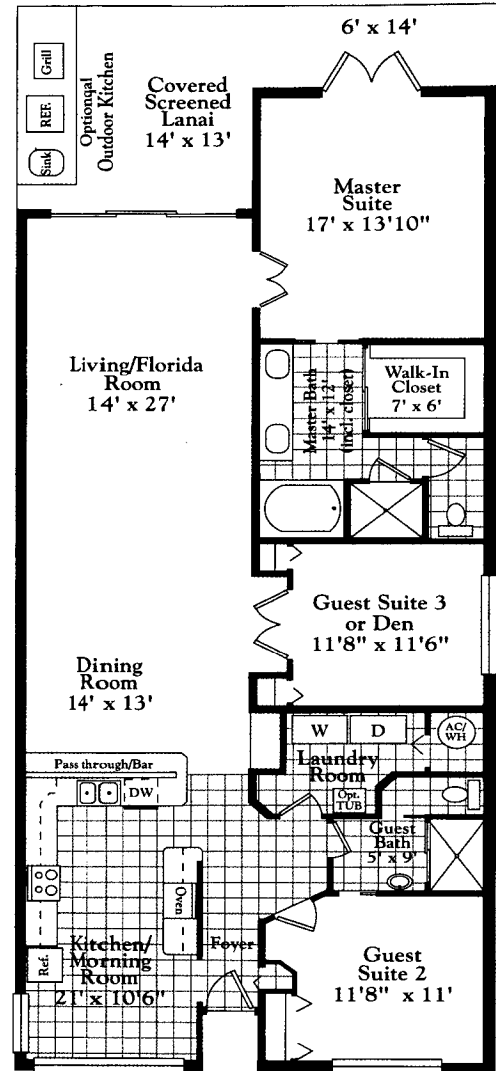 6' x 14'
Grill
REF.
Sink
Optionqal
Outdoor Kitchen
Covered
Screened
Lanai
14' x 13'
Master
Suite
17' x 13'10"
Living/Florida
Room
14' x 27'
Master Bath
14' x 12'
(incl. closet)
Walk-In
Closet
7' x 6'
Guest Suite 3
or Den
11'8" x 11'6"
Dining
Room
14' x 13'
W
D
AC/
WH
Laundry
Room
Opt.
TUB
Pass through/Bar
DW
Guest
Bath
5' x 9'
Oven
Foyer
Kitchen/
Morning
Room
21' x 10'6"
Ref.
Guest
Suite 2
11'8" x 11'